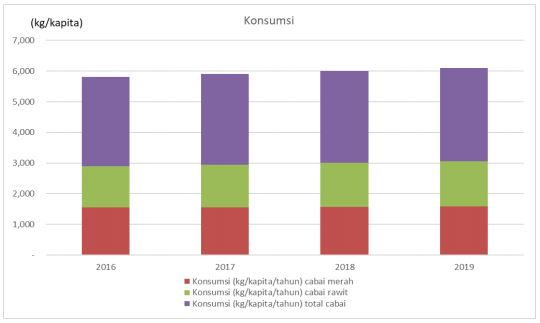 Konsumsi
(kg/kapita)
7,000
6,000
5,000
4,000
3,000
2,000
1,000
-
2016 2017 2018 2019
Konsumsi (kg/kapita/tahun) cabai merah
Konsumsi (kg/kapita/tahun) cabai rawit
Konsumsi (kg/kapita/tahun) total cabai